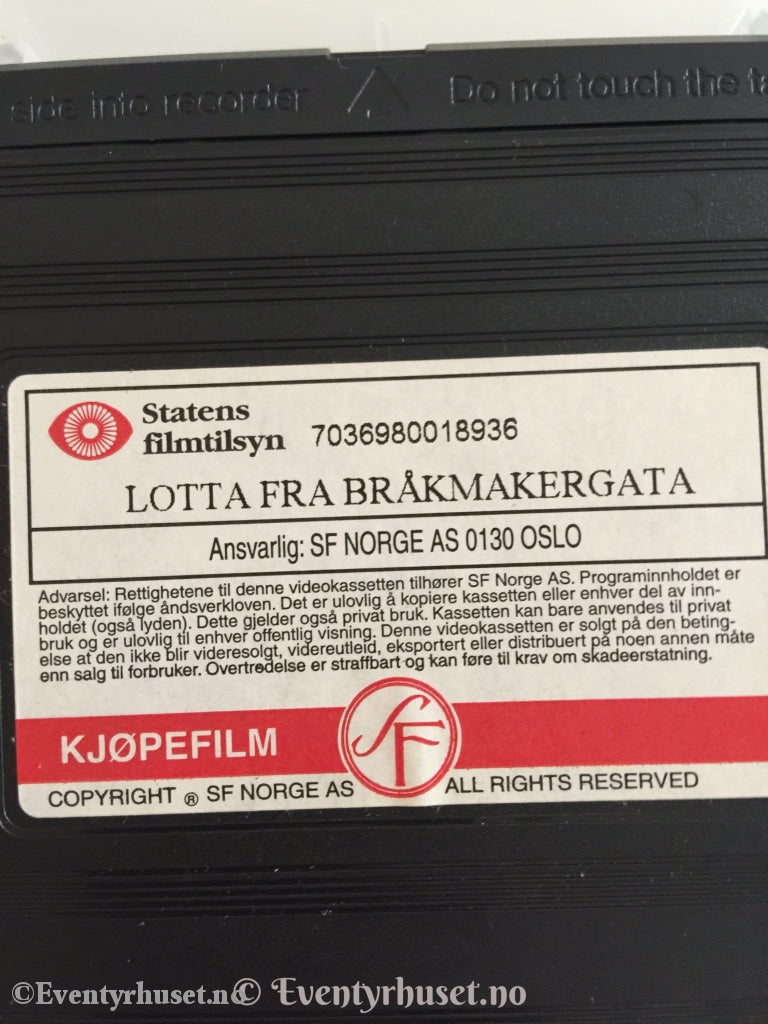 side into recorder
Do not touch the ta
Statens
filmtilsyn 7036980018936
LOTTA FRA BRÅKMAKERGATA
Ansvarlig: SF NORGE AS 0130 OSLO
Advarsel: Rettighetene til denne videokassetten tilhører SF Norge AS. Programinnholdet er
beskyttet ifølge åndsverkloven. Det er ulovlig å kopiere kassetten eller enhver del av inn-
holdet (også lyden). Dette gjelder også privat bruk. Kassetten kan bare anvendes til privat
bruk og er ulovlig til enhver offentlig visning. Denne videokassetten er solgt på den beting-
else at den ikke blir videresolgt, videreutleid, eksportert eller distribuert på noen annen måte
enn salg til forbruker. Overtredelse er straffbart og kan føre til krav om skadeerstatning.
KJØPEFILM
SF
COPYRIGHT ® SF NORGE AS
ALL RIGHTS RESERVED
©Eventyrhuset.no
© Eventyrhuset.no